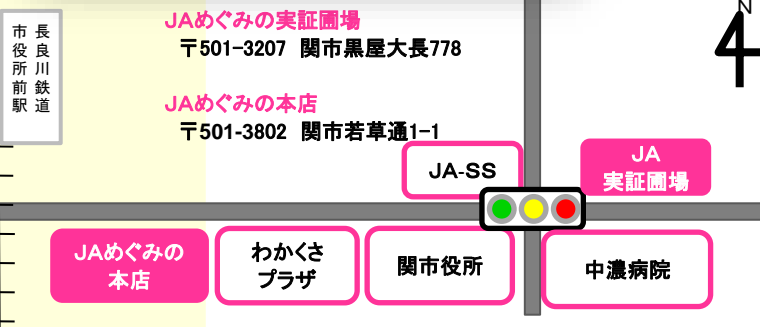 JAめぐみの実証圃場
〒501-3207 関市黒屋大長778
N
長良川鉄道
市役所前駅
JAめぐみの本店
〒501-3802 関市若草通1-1
JA-SS
JA
実証圃場
JAめぐみの
本店
わかくさ
プラザ
関市役所
中濃病院